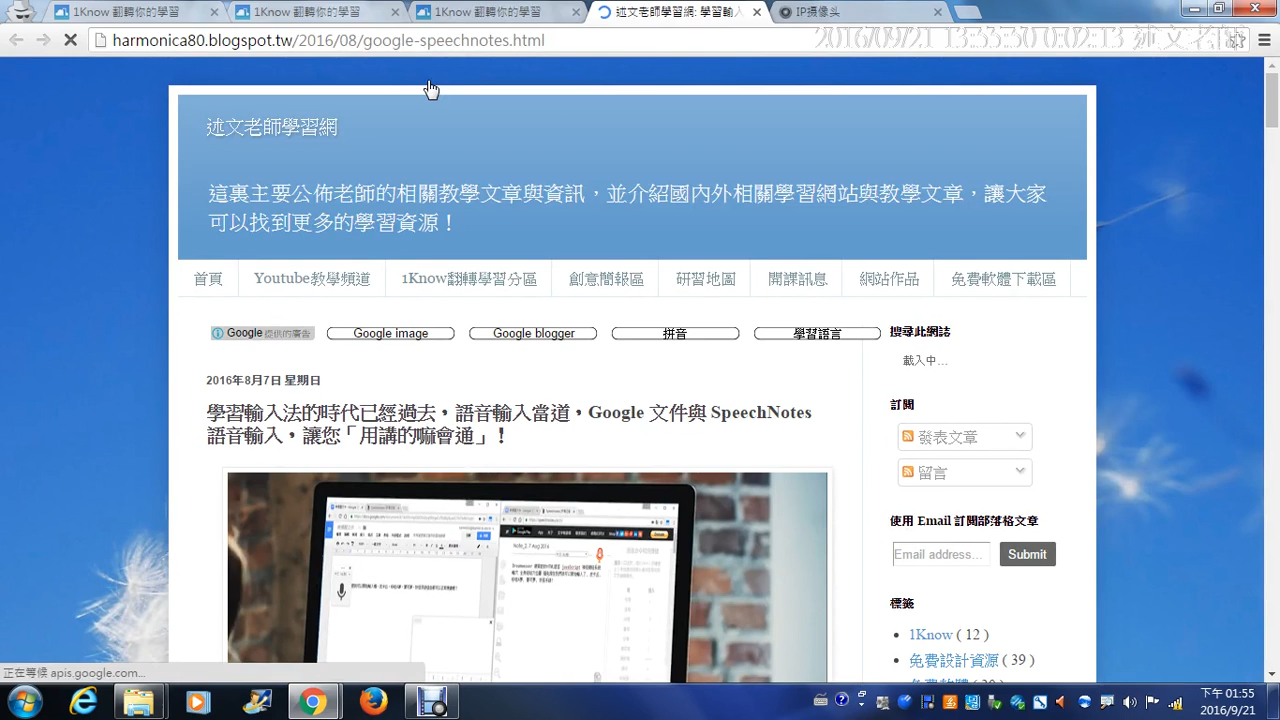 1Know 翻轉你的學習
1Know 翻轉你的學習
1Know 翻轉你的學習
述文老師學習網: 學習輸入
IP摄像头
harmonica80.blogspot.tw/2016/08/google-speechnotes.html
述文老師學習網
這裏主要公佈老師的相關教學文章與資訊，並介紹國內外相關學習網站與教學文章，讓大家
可以找到更多的學習資源！
首頁
Youtube教學頻道
1Know翻轉學習分區
創意簡報區
研習地圖
開課訊息
網站作品
免費軟體下載區
Google 提供的廣告
Google image
Google blogger
拼音
學習語言
2016年8月7日 星期日
學習輸入法的時代已經過去，語音輸入當道，Google 文件與 SpeechNotes
語音輸入，讓您「用講的嘛會通」！
搜尋此網誌
載入中...
訂閱
發表文章
留言
使用 Email 訂閱部落格文章
Email address...
Submit
標籤
1Know ( 12 )
免費設計資源 ( 39 )
正在等候 apis.google.com...
下午 01:55
2016/9/21